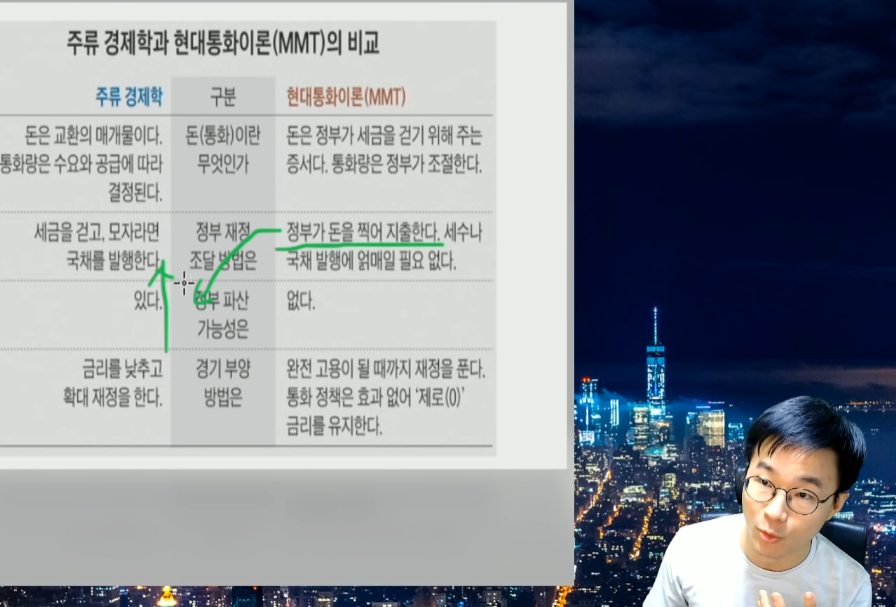 주류 경제학과 현대통화이론(MMT)의 비교
주류 경제학 구분 현대통화이론(MMT)
돈은 교환의 매개물이다.
통화량은 수요와 공급에 따라
결정된다.
돈(통화)이란
무엇인가
돈은 정부가 세금을 걷기 위해 주는
증서다. 통화량은 정부가 조절한다.
세금을 걷고, 모자라면
국채를 발행한다.
정부 재정
조달 방법은
정부가 돈을 찍어 지출한다. 세수나
국채 발행에 얽매일 필요 없다.
있다.
정부 파산
가능성은
없다.
금리를 낮추고
확대 재정을 한다.
경기 부양
방법은
완전 고용이 될 때까지 재정을 푼다.
통화 정책은 효과 없어 ‘제로(0)’
금리를 유지한다.